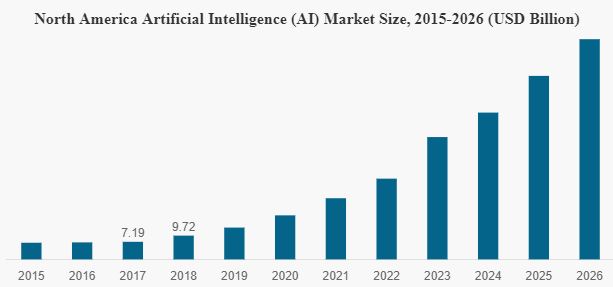 North America Artificial Intelligence (AI) Market Size, 2015-2026 (USD Billion)
7.19
9.72
2015 2016 2017 2018 2019 2020 2021 2022 2023 2024 2025 2026